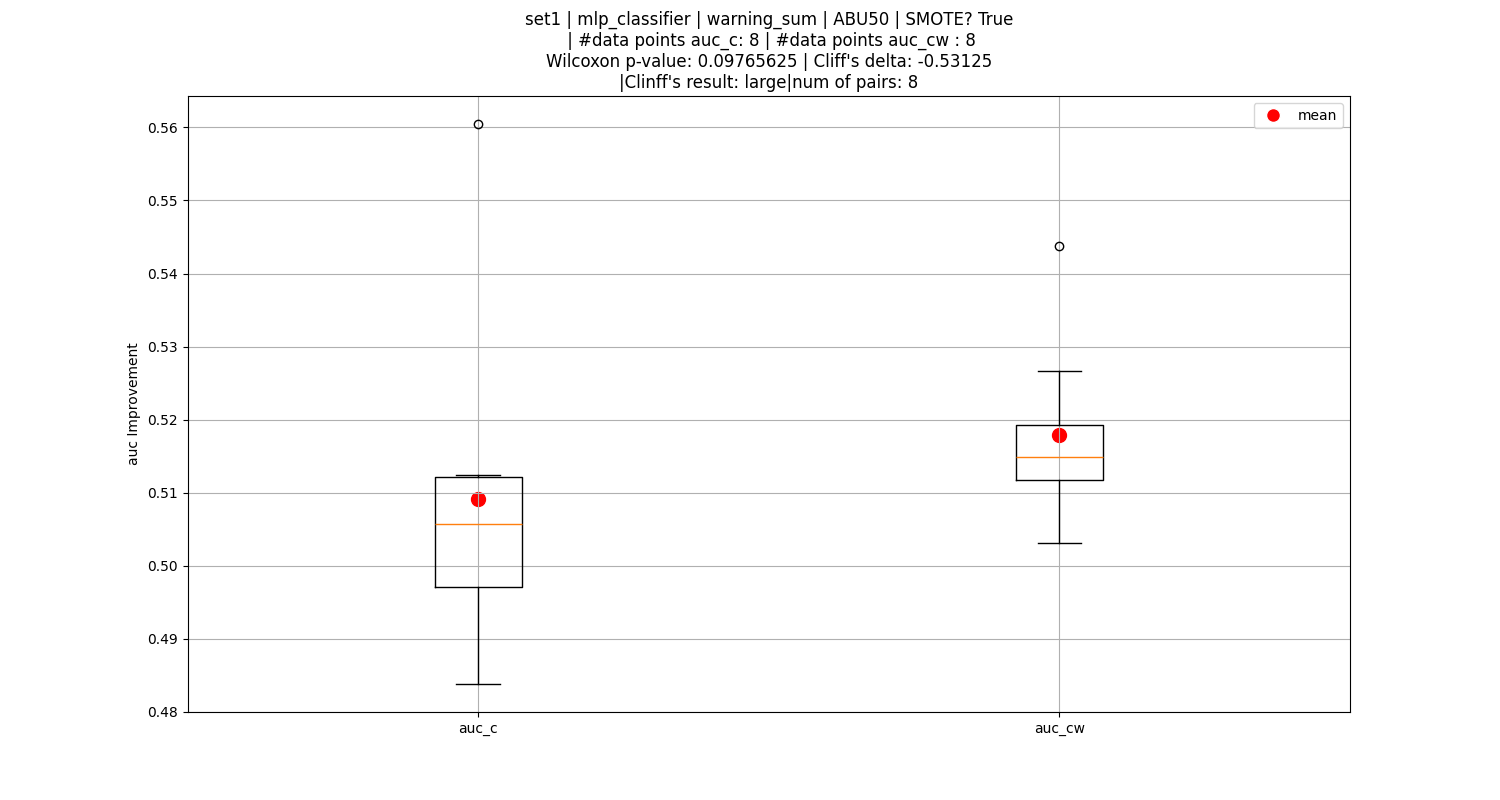 set1 | mlp_classifier | warning_sum | ABU50 | SMOTE? True
| #data points auc_c: 8 | #data points auc_cw : 8
Wilcoxon p-value: 0.09765625 | Cliff's delta: -0.53125
|Clinff's result: large|num of pairs: 8
mean
0.56
0.55
0.54
0.53
0.52
0.51
0.50
0.49
0.48
auc Improvement
auc_c
auc_cw